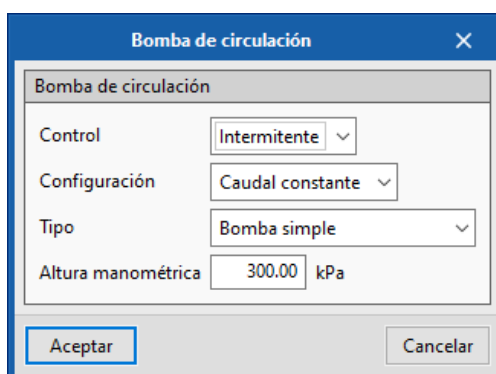 Bomba de circulación
Bomba de circulación
Control Intermitente
Configuración Caudal constante
Tipo Bomba simple
Altura manométrica 300.00 kPa
Aceptar Cancelar